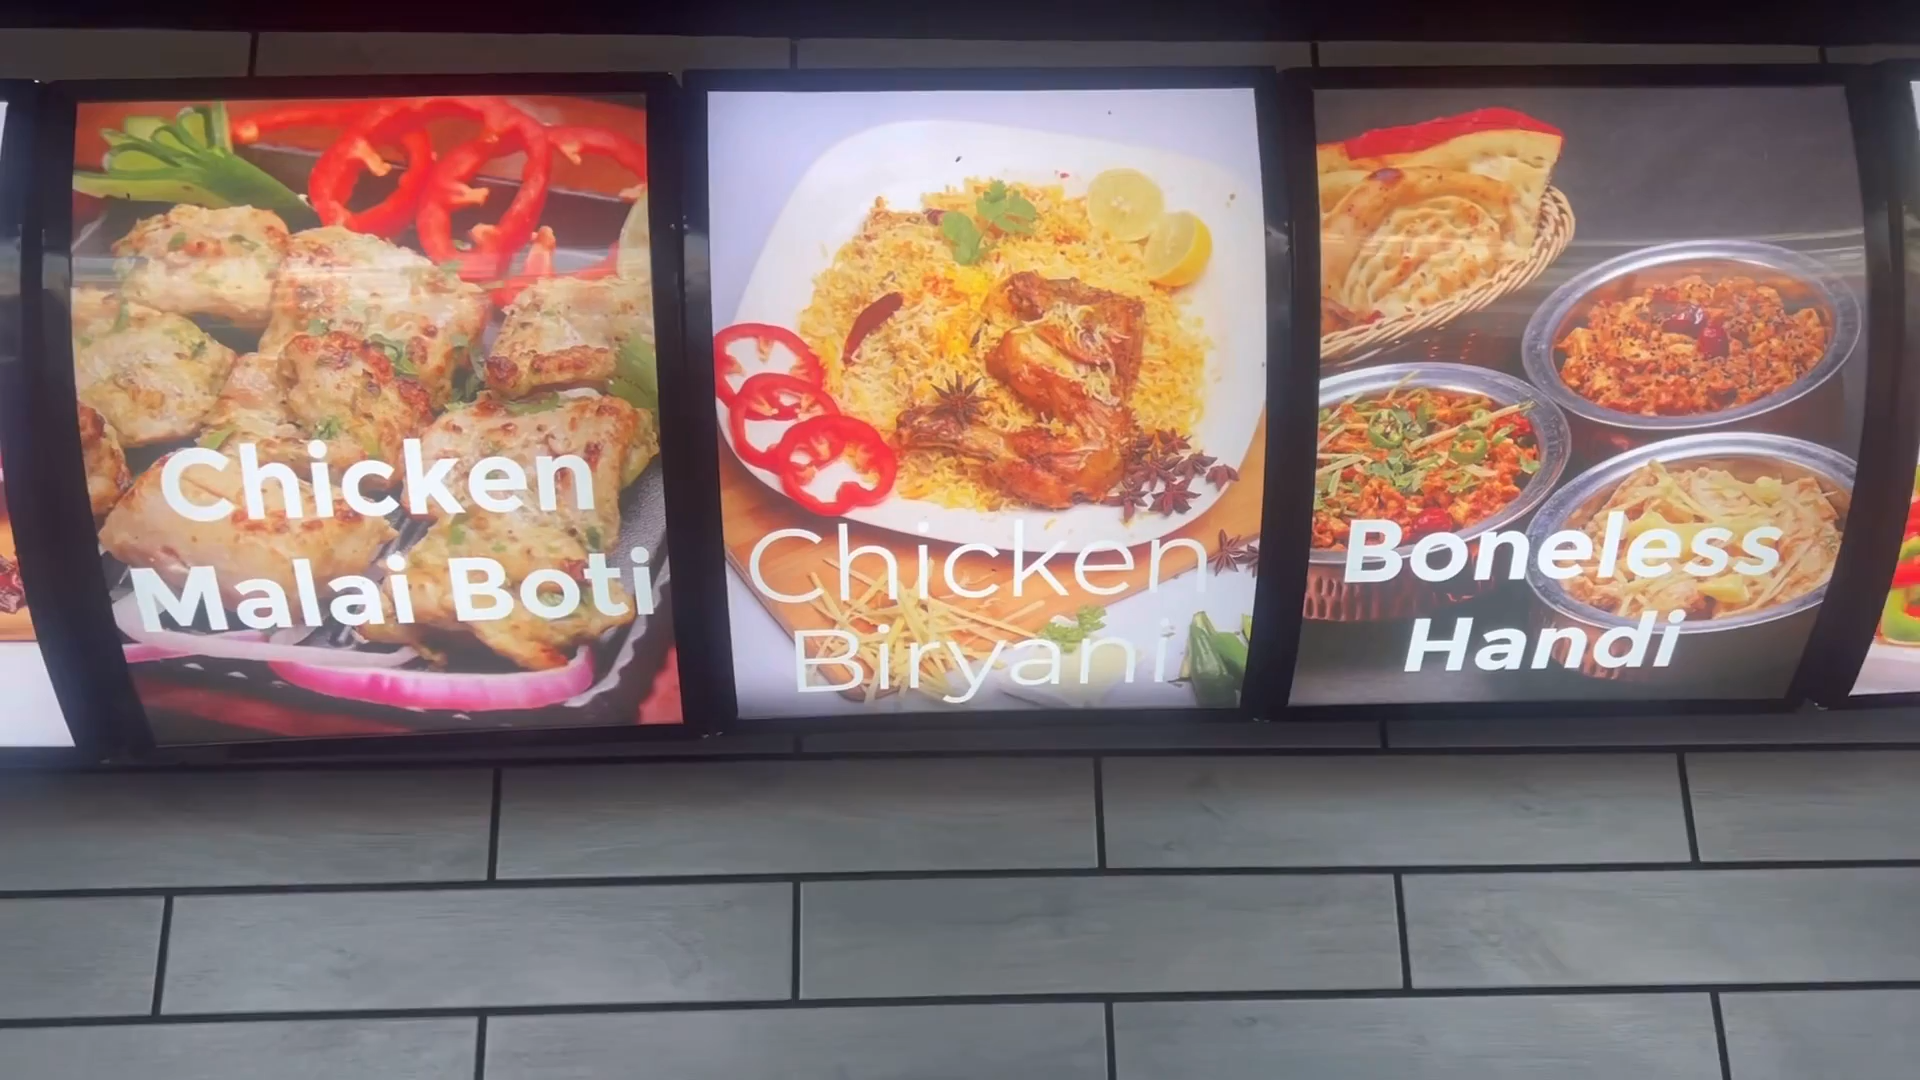 Chicken
Malai Boti
Chicken
Biryani
Boneless
Handi